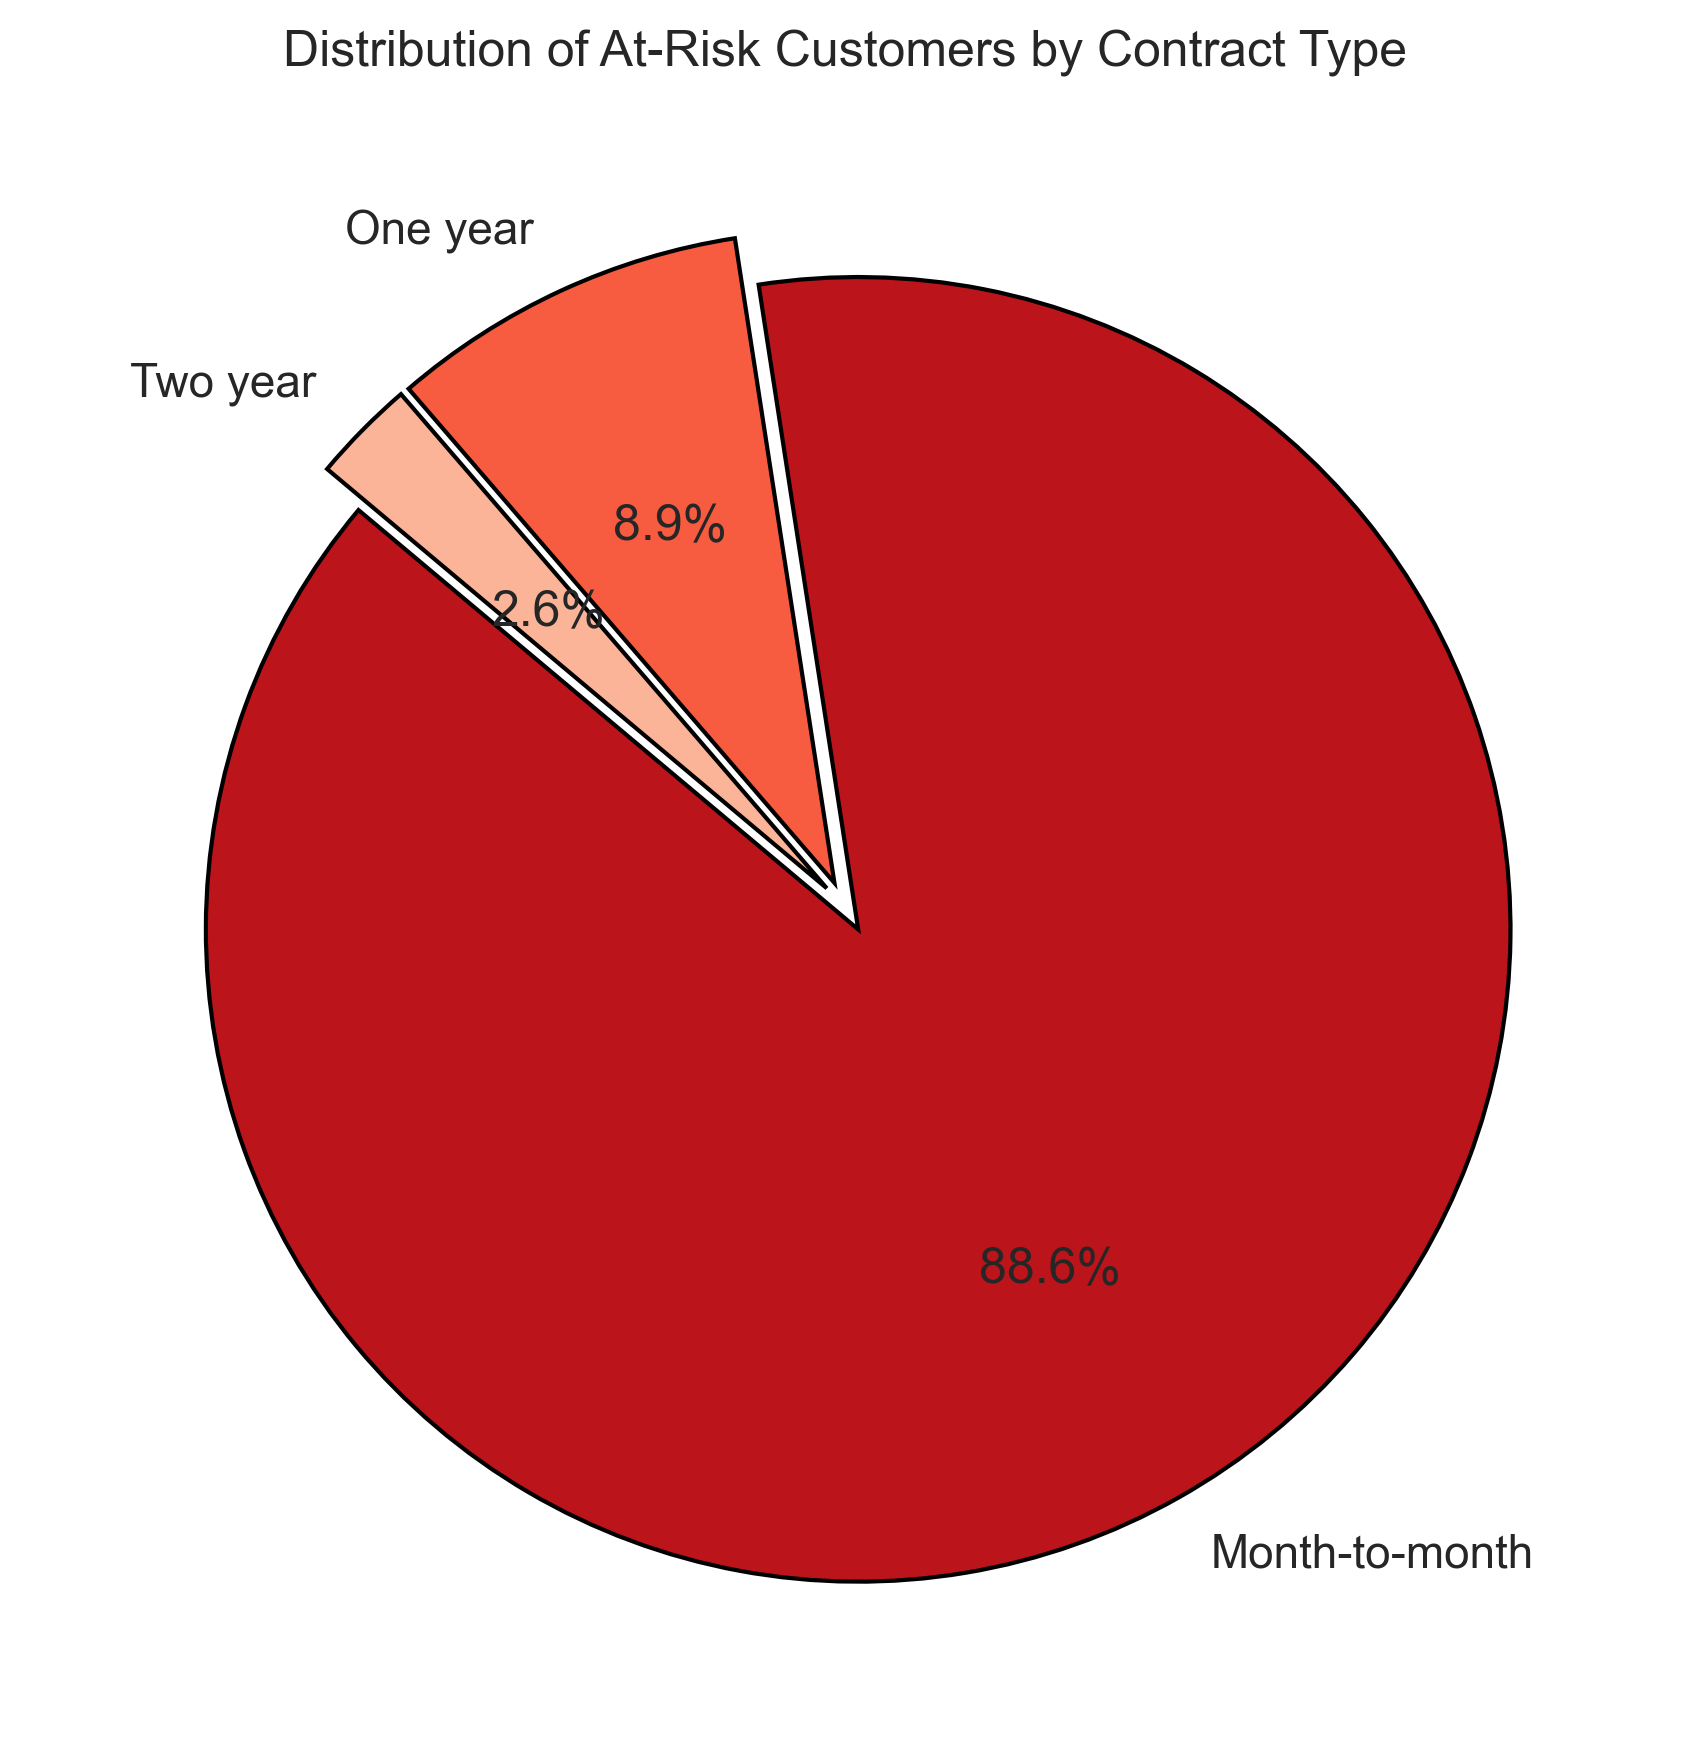 Distribution of At-Risk Customers by Contract Type
One year
Two year
8.9%
2.6%
88.6%
Month-to-month